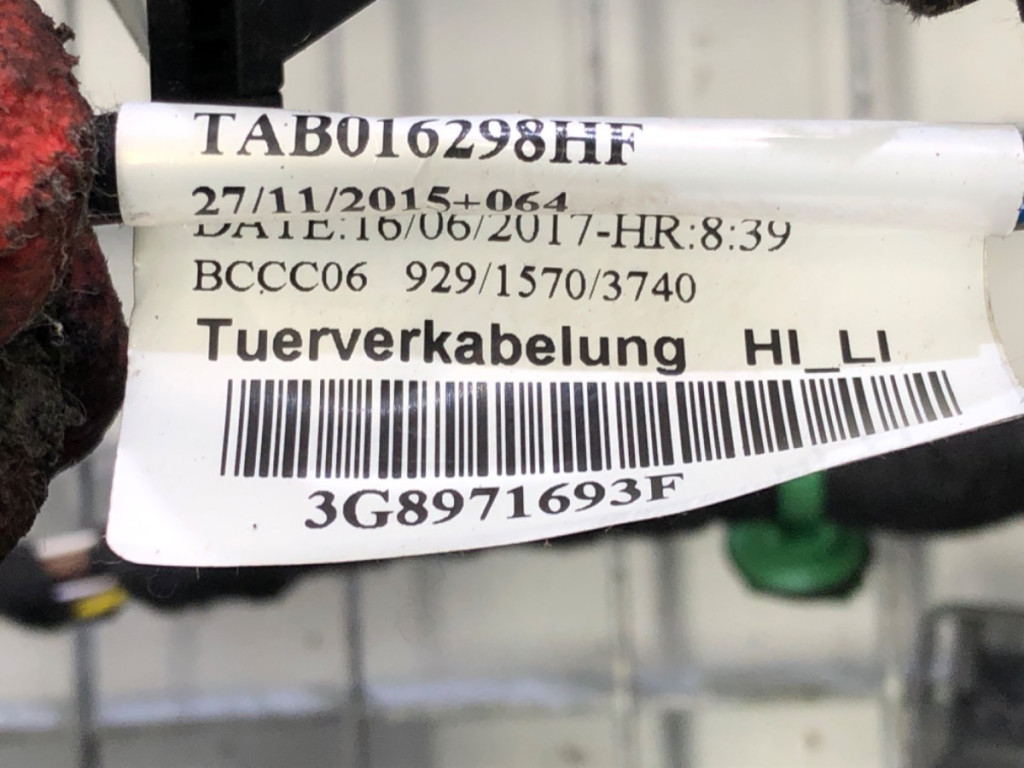 TAB016298HF
27/11/2015+064
DATE:16/06/2017-HR:8:39
BCCC06 929/1570/3740
Tuerverkabelung HI_LI
3G8971693F